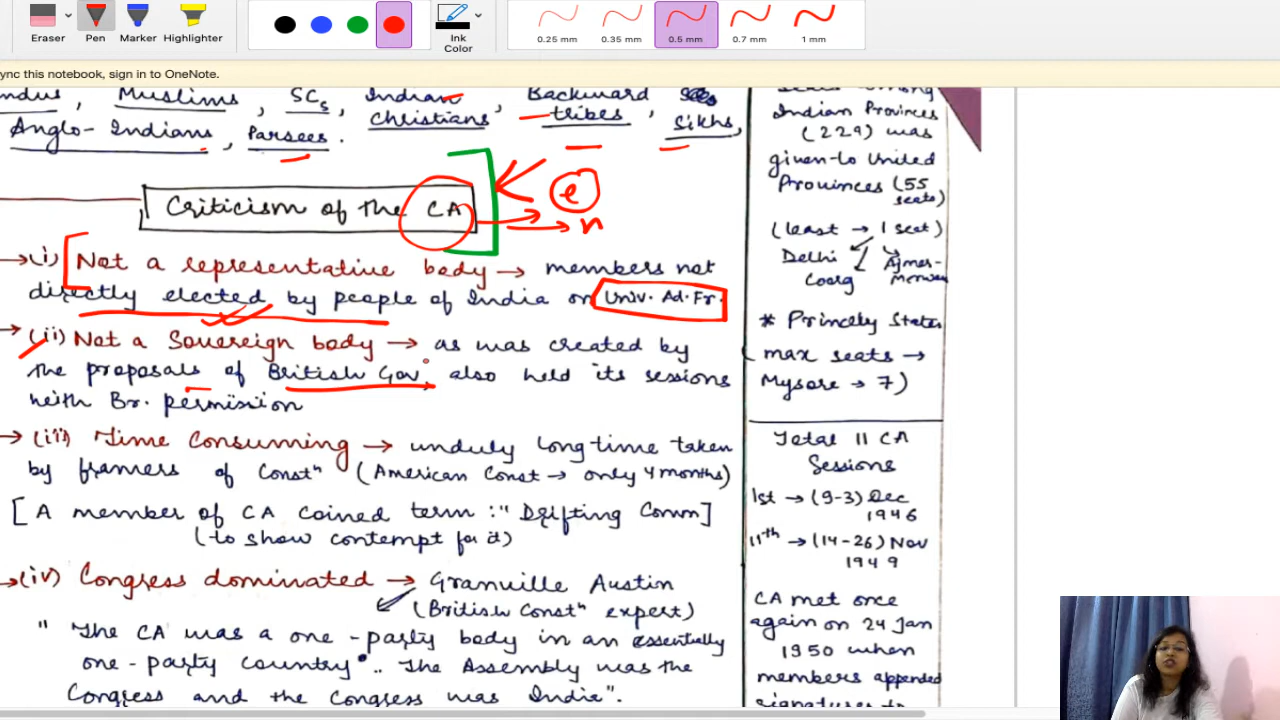 Eraser
Pen
Marker
Highlighter
Ink
Color
0.25 mm
0.35 mm
0.5 mm
0.7 mm
1 mm
ync this notebook, sign in to OneNote.
ndus, Muslims, SCs, Indian Christians, Backward tribes, Sikhs,
Anglo-Indians, Parsees.
Criticism of the CA
e
n
→ (i) Not a representative body → members not
directly elected by people of India on Univ. Ad. Fr.
→ (ii) Not a Sovereign body → as was created by
the proposals of British Gov. also held its sessions
with Br. permission
→ (iii) Time Consuming → unduly long time taken
by framers of Constn (American Const → only 4 months)
[A member of CA coined term : "Drifting Comm]
(to show contempt for it)
→ (iv) Congress dominated → Granville Austin
(British Constn expert)
" The CA was a one-party body in an essentially
one-party country .. The Assembly was the
Congress and the Congress was India".
Indian Provinces
(229) was
given to United
Provinces (55
seats)
(least → 1 seat)
Delhi
Coorg
Ajmer-
Merwara
* Princely States
(max seats →
Mysore → 7)
Total 11 CA
Sessions
1st → (9-3) Dec
1946
11th → (14-26) Nov
1949
CA met once
again on 24 Jan
1950 when
members appended
signatures to